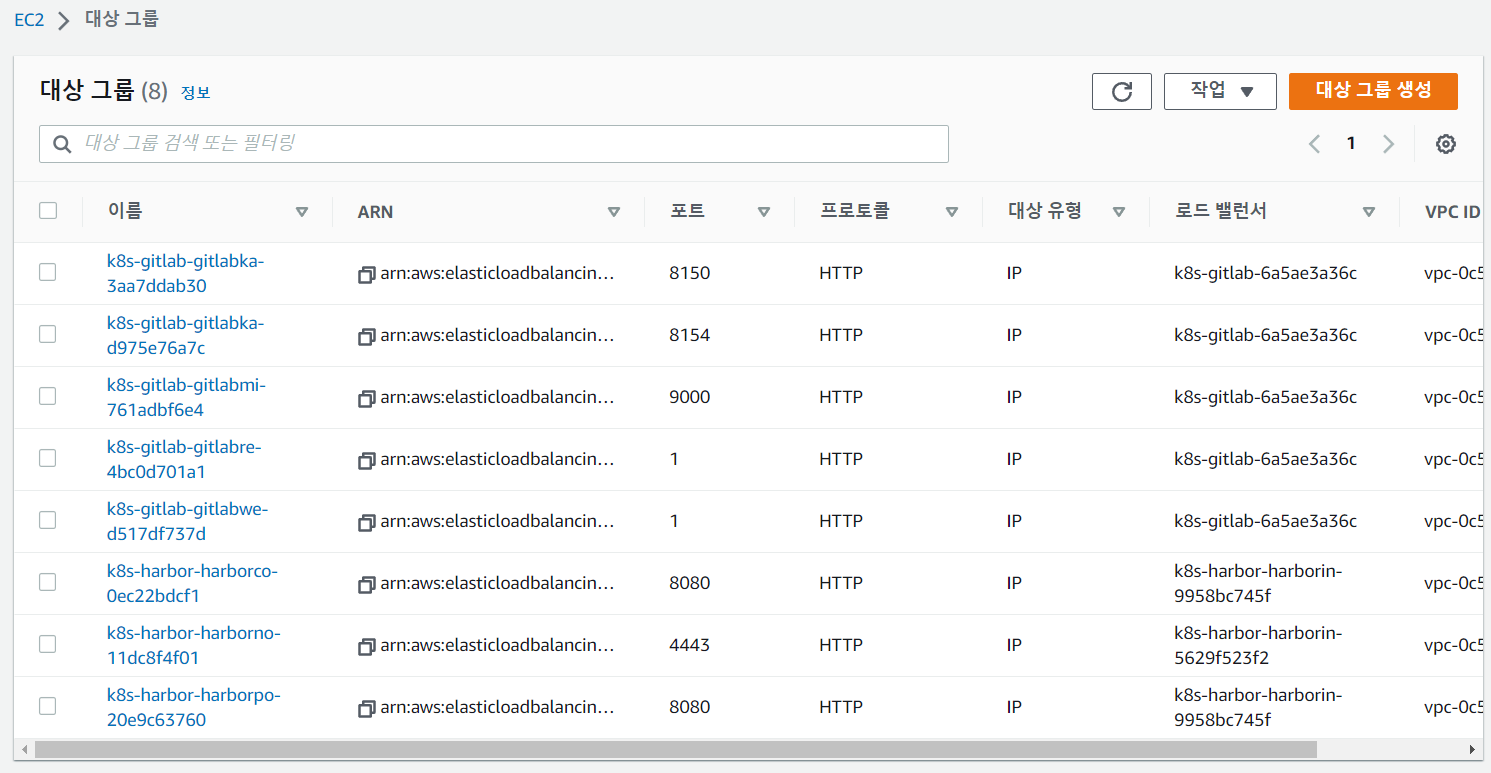 EC2 > 대상 그룹
대상 그룹 (8) 정보
작업
대상 그룹 생성
대상 그룹 검색 또는 필터링
1
이름 ARN 포트 프로토콜 대상 유형 로드 밸런서 VPC ID
k8s-gitlab-gitlabka-
3aa7ddab30
arn:aws:elasticloadbalancin… 8150 HTTP IP k8s-gitlab-6a5ae3a36c vpc-0c5
k8s-gitlab-gitlabka-
d975e76a7c
arn:aws:elasticloadbalancin… 8154 HTTP IP k8s-gitlab-6a5ae3a36c vpc-0c5
k8s-gitlab-gitlabmi-
761adbf6e4
arn:aws:elasticloadbalancin… 9000 HTTP IP k8s-gitlab-6a5ae3a36c vpc-0c5
k8s-gitlab-gitlabre-
4bc0d701a1
arn:aws:elasticloadbalancin… 1 HTTP IP k8s-gitlab-6a5ae3a36c vpc-0c5
k8s-gitlab-gitlabwe-
d517df737d
arn:aws:elasticloadbalancin… 1 HTTP IP k8s-gitlab-6a5ae3a36c vpc-0c5
k8s-harbor-harborco-
0ec22bdcf1
arn:aws:elasticloadbalancin… 8080 HTTP IP
k8s-harbor-harborin-
9958bc745f
vpc-0c5
k8s-harbor-harborno-
11dc8f4f01
arn:aws:elasticloadbalancin… 4443 HTTP IP
k8s-harbor-harborin-
5629f523f2
vpc-0c5
k8s-harbor-harborpo-
20e9c63760
arn:aws:elasticloadbalancin… 8080 HTTP IP
k8s-harbor-harborin-
9958bc745f
vpc-0c5